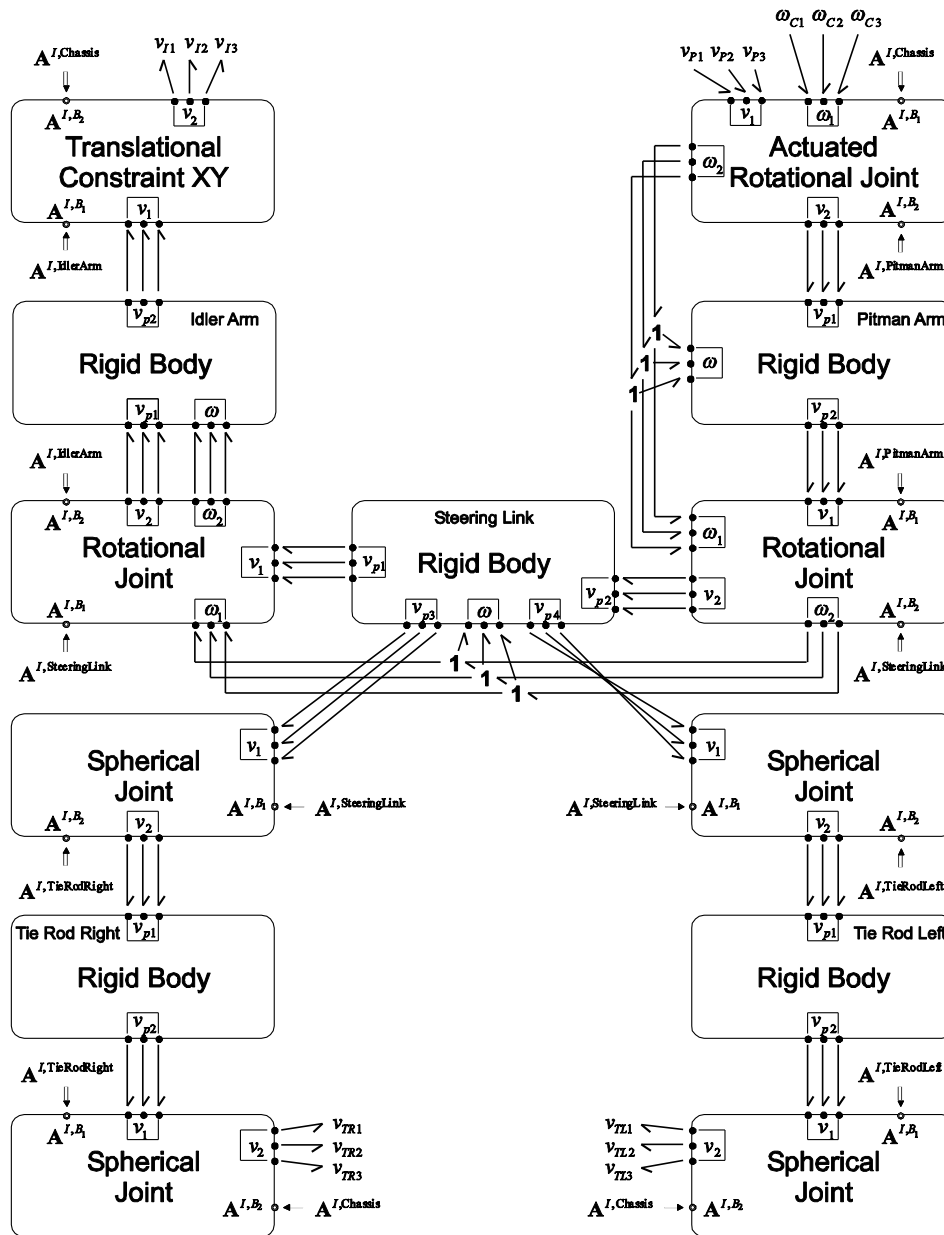 v_{I1} v_{I2} v_{I3}
A^{I,Chassis}
A^{I,B_2}
v_2
Translational
Constraint XY
A^{I,B_1}
v_1
A^{I,IdlerArm}
v_{p2}
Idler Arm
Rigid Body
v_{p1} ω
A^{I,IdlerArm}
A^{I,B_2}
v_2 ω_2
Rotational
Joint
v_1
A^{I,B_1}
ω_1
A^{I,SteeringLink}
ω_{C1} ω_{C2} ω_{C3}
v_{P1} v_{P2} v_{P3}
A^{I,Chassis}
v_1 ω_1
A^{I,B_1}
ω_2
Actuated
Rotational Joint
v_2
A^{I,B_2}
A^{I,PitmanArm}
v_{p1}
Pitman Arm
1
1
1
ω
Rigid Body
v_{p2}
A^{I,PitmanArm}
v_1
A^{I,B_1}
ω_1
Rotational
Joint
v_2
ω_2
A^{I,B_2}
A^{I,SteeringLink}
Steering Link
Rigid Body
v_{p1}
v_{p2}
v_{p3} ω v_{p4}
1
1
1
v_1
Spherical
Joint
A^{I,B_1} A^{I,SteeringLink}
A^{I,B_2}
v_2
A^{I,TieRodRight}
Tie Rod Right
v_{p1}
Rigid Body
v_{p2}
A^{I,TieRodRight}
A^{I,B_1}
v_1
Spherical
Joint
v_2
v_{TR1}
v_{TR2}
v_{TR3}
A^{I,B_2} A^{I,Chassis}
v_1
Spherical
Joint
A^{I,SteeringLink} A^{I,B_1}
v_2
A^{I,B_2}
A^{I,TieRodLeft}
v_{p1}
Tie Rod Left
Rigid Body
v_{p2}
A^{I,TieRodLeft}
v_1
A^{I,B_1}
v_{TL1}
v_{TL2}
v_{TL3}
v_2
Spherical
Joint
A^{I,Chassis} A^{I,B_2}